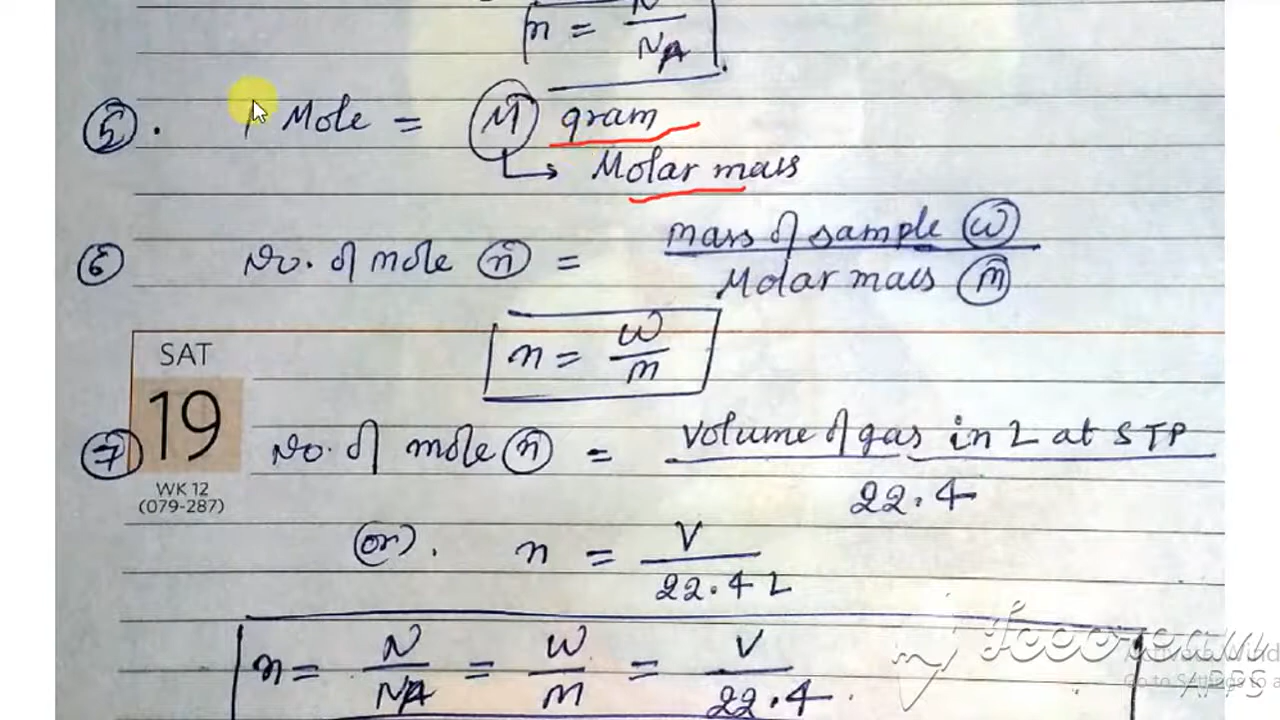 n = N
NA
5. 1 Mole = M gram
Molar mass
6 No. of mole n = mass of sample w
Molar mass m
n = w
m
SAT
19
WK 12
(079-287)
7 No. of mole n = Volume of gas in L at STP
22.4
(or). n = V
22.4 L
n = N = w = V
NA m 22.4.
APPS